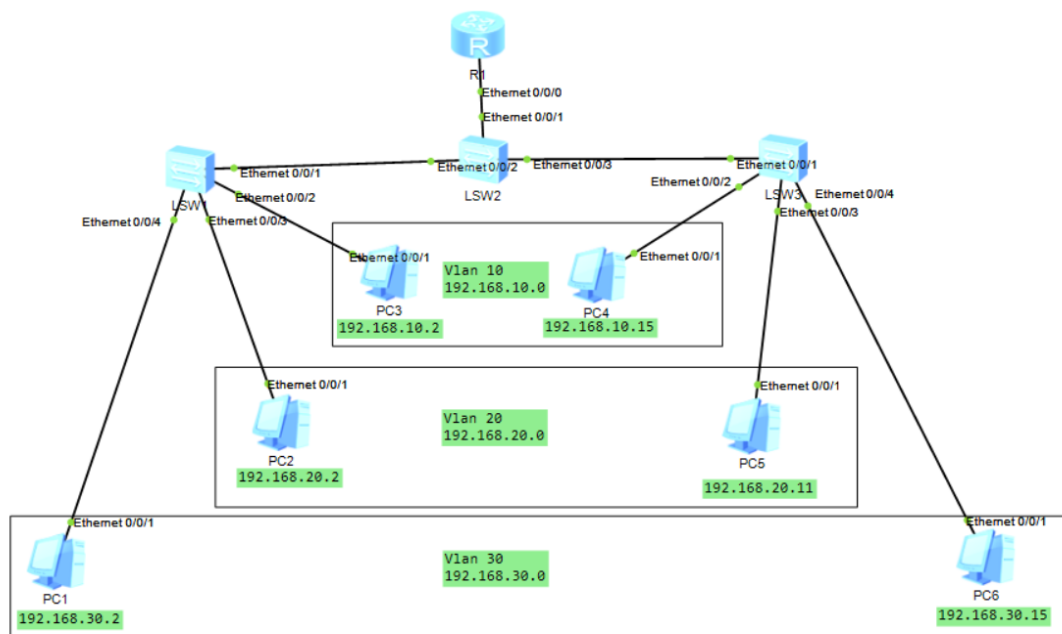 R
R1
Ethernet 0/0/0
Ethernet 0/0/1
Ethernet 0/0/1
Ethernet 0/0/2
Ethernet 0/0/3
Ethernet 0/0/1
LSW1
LSW2
LSW3
Ethernet 0/0/2
Ethernet 0/0/2
Ethernet 0/0/4
Ethernet 0/0/3
Ethernet 0/0/4
Ethernet 0/0/3
Ethernet 0/0/1
Ethernet 0/0/1
Vlan 10
192.168.10.0
PC3
192.168.10.2
PC4
192.168.10.15
Ethernet 0/0/1
Ethernet 0/0/1
Vlan 20
192.168.20.0
PC2
192.168.20.2
PC5
192.168.20.11
Ethernet 0/0/1
Ethernet 0/0/1
Vlan 30
192.168.30.0
PC1
192.168.30.2
PC6
192.168.30.15